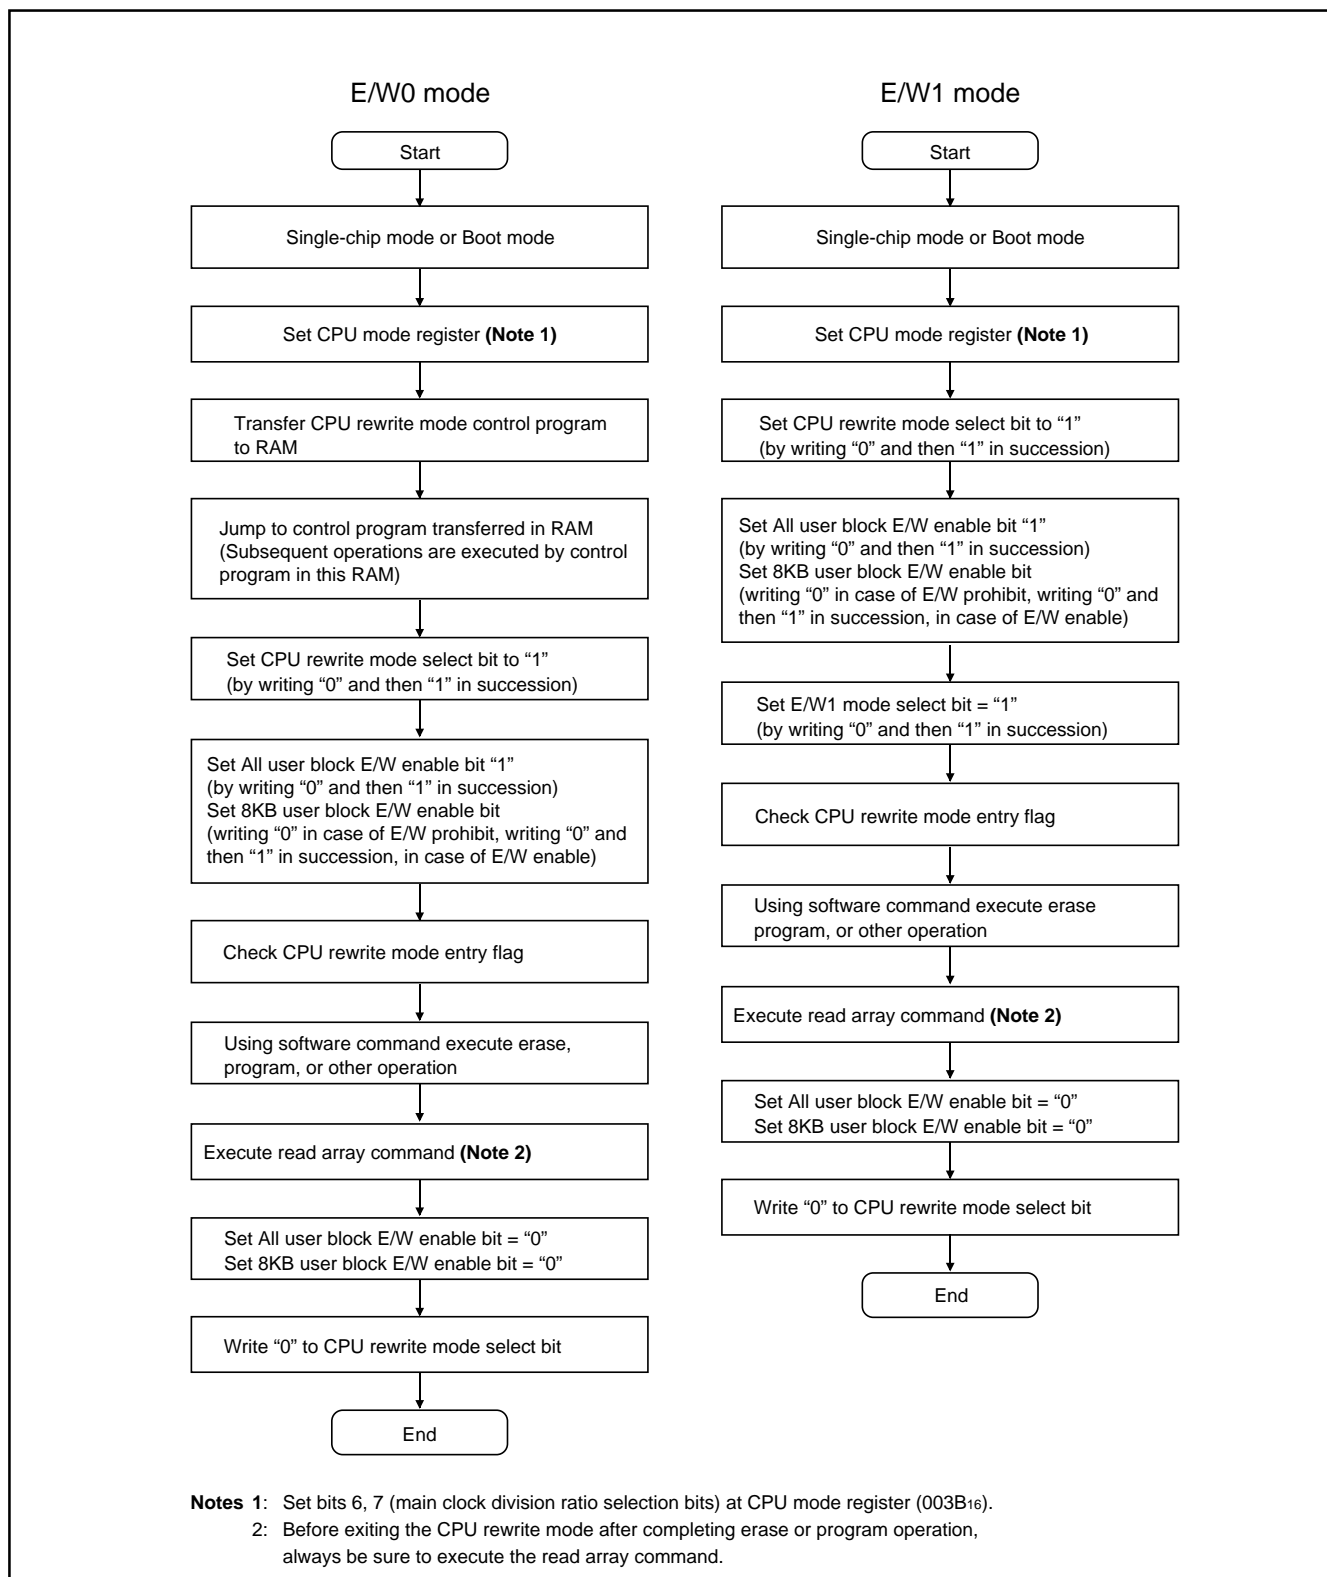 E/W0 mode
Start
Single-chip mode or Boot mode
Set CPU mode register (Note 1)
Transfer CPU rewrite mode control program
to RAM
Jump to control program transferred in RAM
(Subsequent operations are executed by control
program in this RAM)
Set CPU rewrite mode select bit to “1”
(by writing “0” and then “1” in succession)
Set All user block E/W enable bit “1”
(by writing “0” and then “1” in succession)
Set 8KB user block E/W enable bit
(writing “0” in case of E/W prohibit, writing “0” and
then “1” in succession, in case of E/W enable)
Check CPU rewrite mode entry flag
Using software command execute erase,
program, or other operation
Execute read array command (Note 2)
Set All user block E/W enable bit = “0”
Set 8KB user block E/W enable bit = “0”
Write “0” to CPU rewrite mode select bit
End
E/W1 mode
Start
Single-chip mode or Boot mode
Set CPU mode register (Note 1)
Set CPU rewrite mode select bit to “1”
(by writing “0” and then “1” in succession)
Set All user block E/W enable bit “1”
(by writing “0” and then “1” in succession)
Set 8KB user block E/W enable bit
(writing “0” in case of E/W prohibit, writing “0” and
then “1” in succession, in case of E/W enable)
Set E/W1 mode select bit = “1”
(by writing “0” and then “1” in succession)
Check CPU rewrite mode entry flag
Using software command execute erase
program, or other operation
Execute read array command (Note 2)
Set All user block E/W enable bit = “0”
Set 8KB user block E/W enable bit = “0”
Write “0” to CPU rewrite mode select bit
End
Notes 1: Set bits 6, 7 (main clock division ratio selection bits) at CPU mode register (003B16).
2: Before exiting the CPU rewrite mode after completing erase or program operation,
always be sure to execute the read array command.